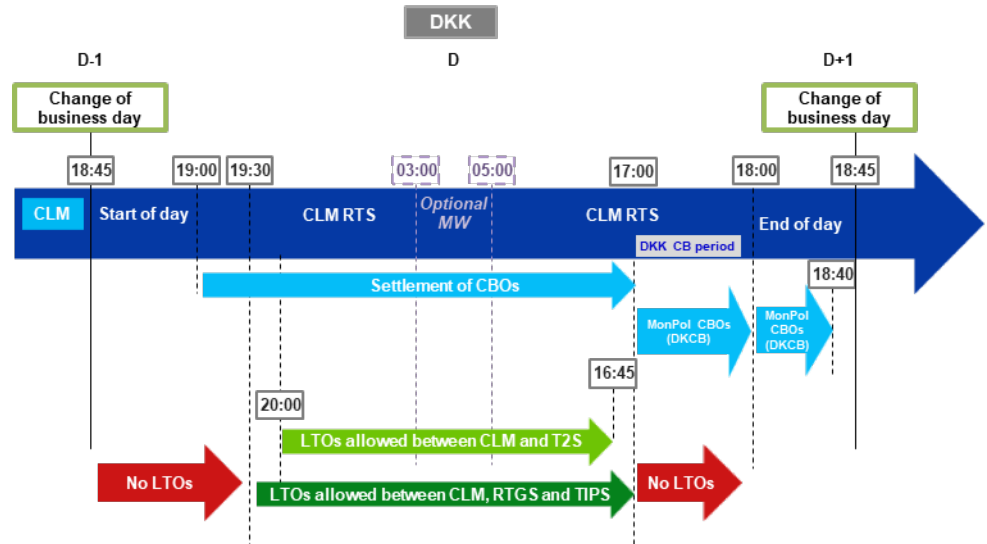 DKK
D-1
D
D+1
Change of
business day
Change of
business day
18:45
19:00
19:30
03:00
05:00
17:00
18:00
18:45
CLM
Start of day
CLM RTS
Optional
MW
CLM RTS
End of day
DKK CB period
18:40
Settlement of CBOs
MonPol CBOs
(DKCB)
MonPol
CBOs
(DKCB)
16:45
20:00
LTOs allowed between CLM and T2S
No LTOs
LTOs allowed between CLM, RTGS and TIPS
No LTOs